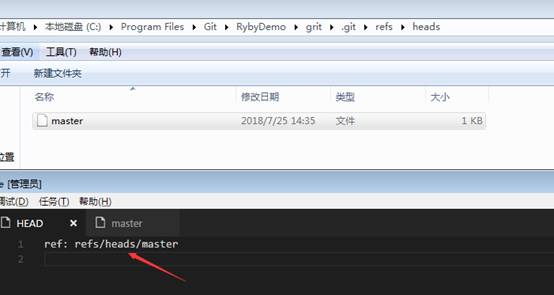 计算机 ▸ 本地磁盘 (C:) ▸ Program Files ▸ Git ▸ RybyDemo ▸ grit ▸ .git ▸ refs ▸ heads
查看(V) 工具(T) 帮助(H)
新建文件夹
名称 修改日期 类型 大小
master 2018/7/25 14:35 文件 1 KB
位置
[管理员]
调试(D) 任务(T) 帮助(H)
HEAD × master
1 ref: refs/heads/master
2